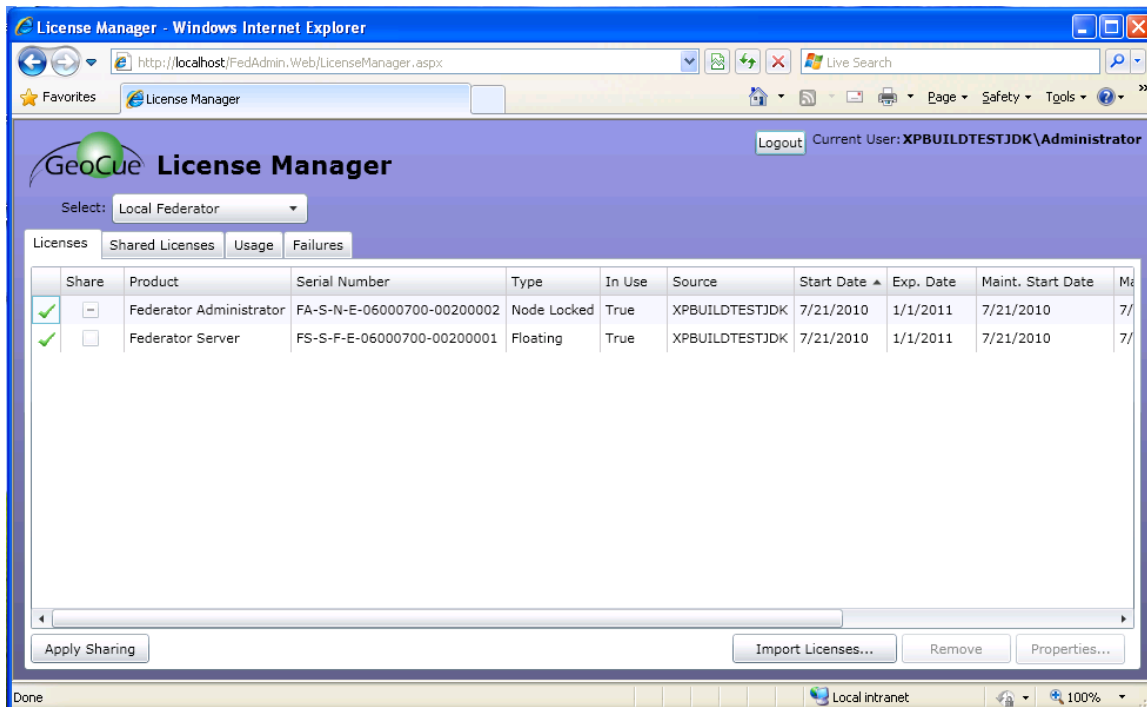 License Manager - Windows Internet Explorer
http://localhost/FedAdmin.Web/LicenseManager.aspx
Live Search
Favorites
License Manager
Page
Safety
Tools
GeoCue License Manager
Logout
Current User: XPBUILDTESTJDK\Administrator
Select: Local Federator
Licenses Shared Licenses Usage Failures
Share Product Serial Number Type In Use Source Start Date Exp. Date Maint. Start Date Ma
Federator Administrator FA-S-N-E-06000700-00200002 Node Locked True XPBUILDTESTJDK 7/21/2010 1/1/2011 7/21/2010 7/
Federator Server FS-S-F-E-06000700-00200001 Floating True XPBUILDTESTJDK 7/21/2010 1/1/2011 7/21/2010 7/
Apply Sharing Import Licenses... Remove Properties...
Done Local intranet 100%